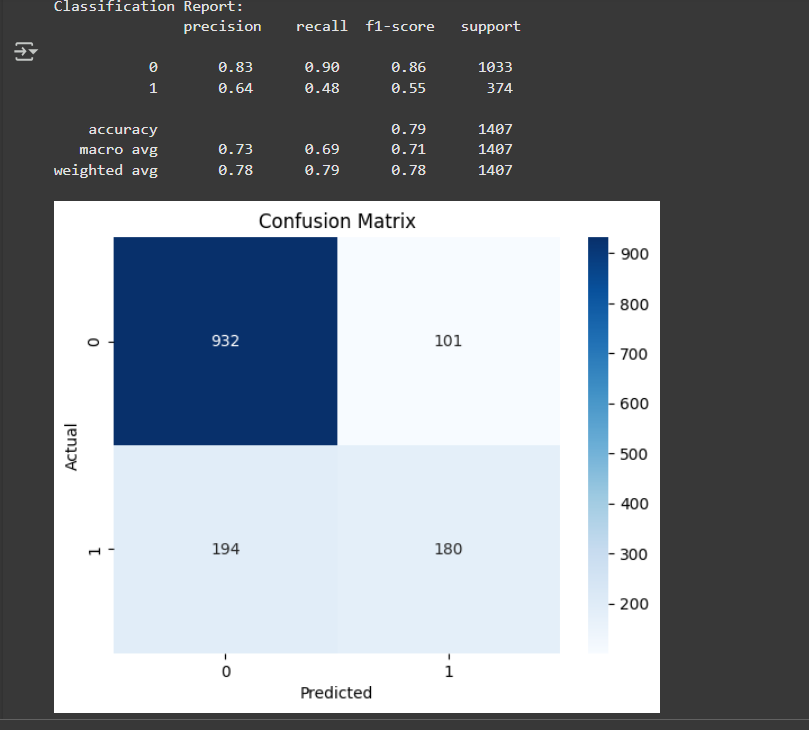 Classification Report:
precision recall f1-score support
0 0.83 0.90 0.86 1033
1 0.64 0.48 0.55 374
accuracy 0.79 1407
macro avg 0.73 0.69 0.71 1407
weighted avg 0.78 0.79 0.78 1407
Confusion Matrix
900
800
700
600
500
400
300
200
Actual
0
1
932 101
194 180
0 1
Predicted